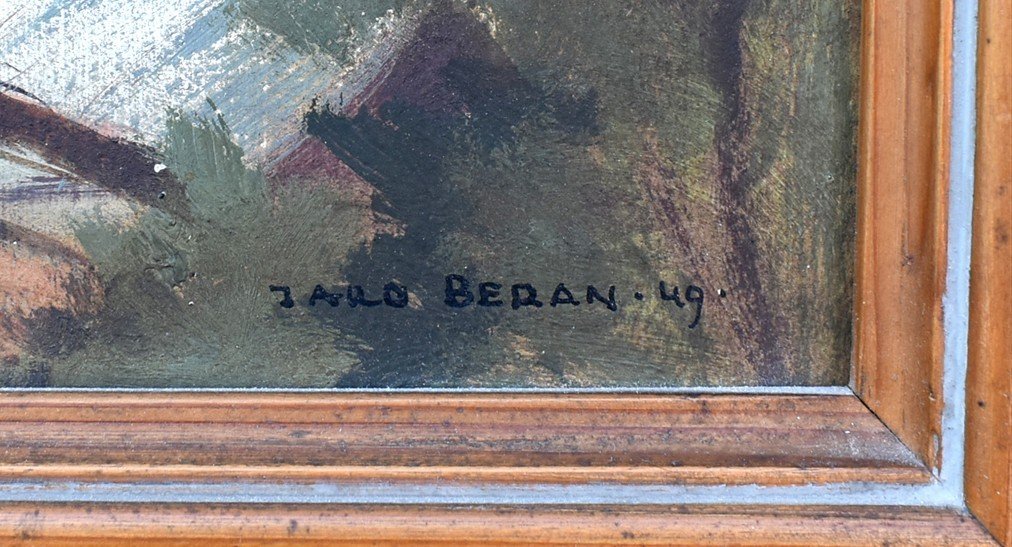 JARO BERAN · 49 ·